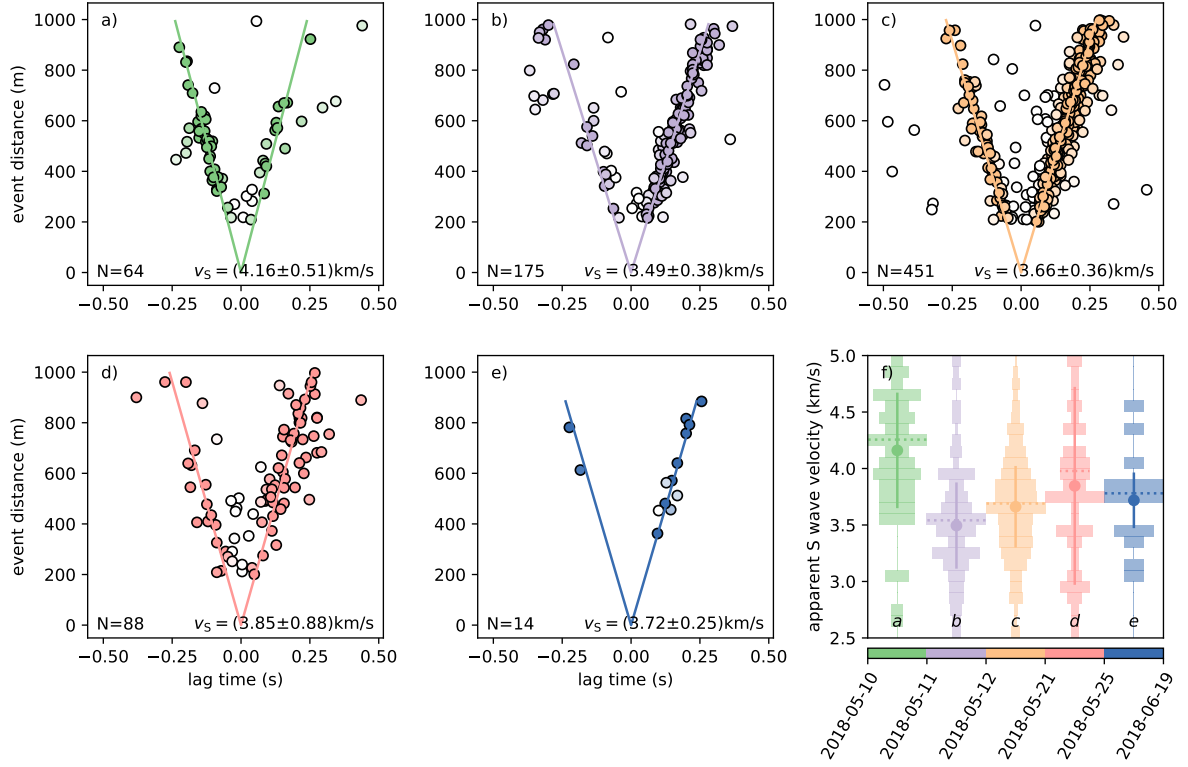 a)
1000
800
600
400
200
0
event distance (m)
N=64
vS = (4.16±0.51)km/s
−0.50 −0.25 0.00 0.25 0.50
b)
1000
800
600
400
200
0
N=175
vS = (3.49±0.38)km/s
−0.50 −0.25 0.00 0.25 0.50
c)
1000
800
600
400
200
0
N=451
vS = (3.66±0.36)km/s
−0.50 −0.25 0.00 0.25 0.50
d)
1000
800
600
400
200
0
event distance (m)
N=88
vS = (3.85±0.88)km/s
−0.50 −0.25 0.00 0.25 0.50
lag time (s)
e)
1000
800
600
400
200
0
N=14
vS = (3.72±0.25)km/s
−0.50 −0.25 0.00 0.25 0.50
lag time (s)
f)
5.0
4.5
4.0
3.5
3.0
2.5
apparent S wave velocity (km/s)
a b c d e
2018-05-10
2018-05-11
2018-05-12
2018-05-21
2018-05-25
2018-06-19